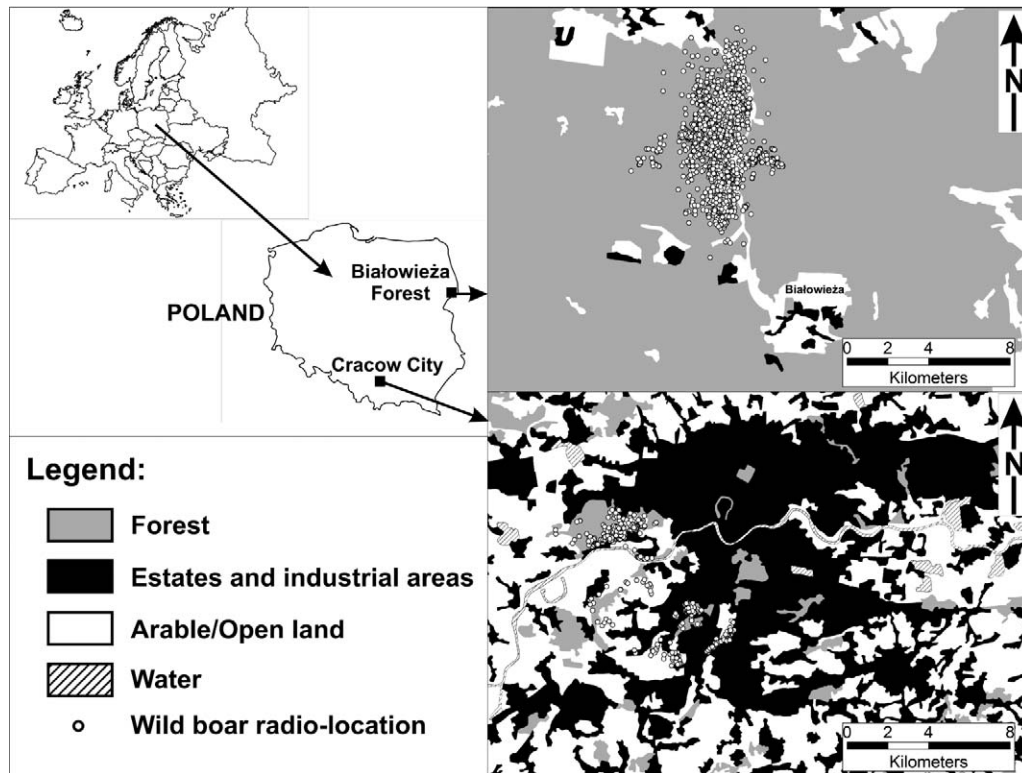 Białowieża
Forest
POLAND
Cracow City
Legend:
Forest
Estates and industrial areas
Arable/Open land
Water
Wild boar radio-location
U
N
Białowieża
0 2 4 8
Kilometers
N
0 2 4 8
Kilometers